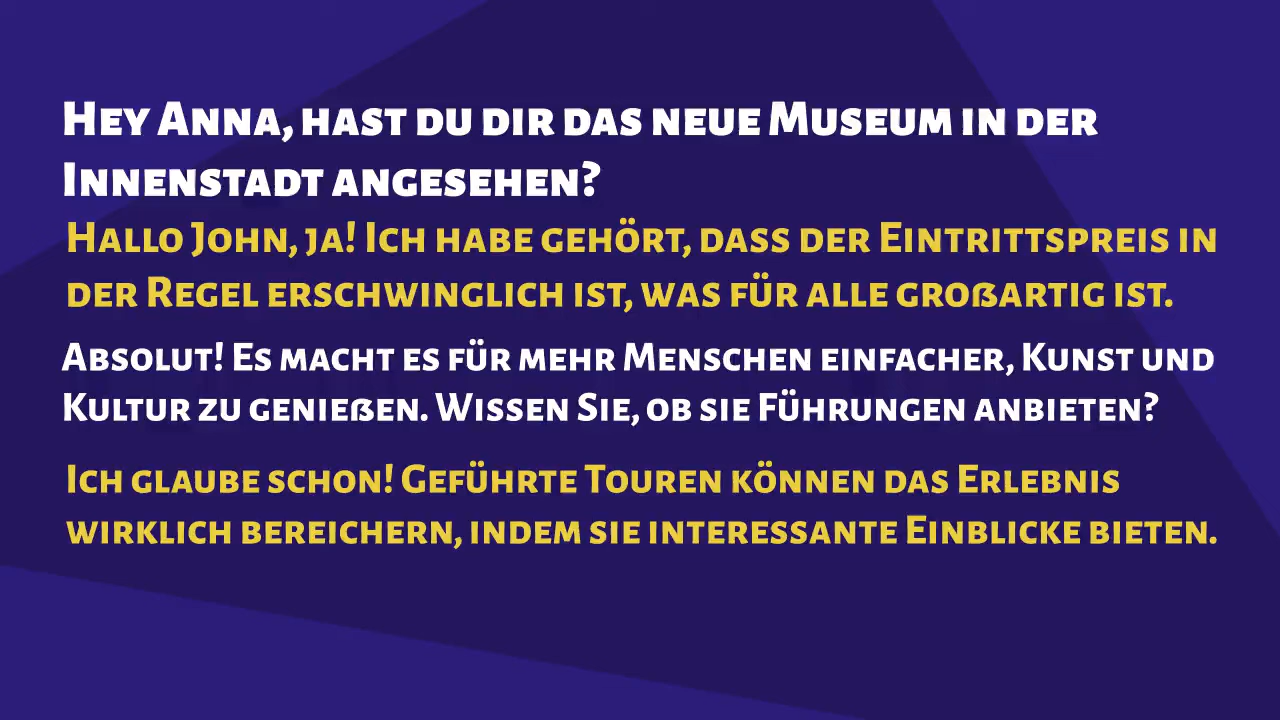 Hey Anna, hast du dir das neue Museum in der
Innenstadt angesehen?
Hallo John, ja! Ich habe gehört, dass der Eintrittspreis in
der Regel erschwinglich ist, was für alle großartig ist.
Absolut! Es macht es für mehr Menschen einfacher, Kunst und
Kultur zu genießen. Wissen Sie, ob sie Führungen anbieten?
Ich glaube schon! Geführte Touren können das Erlebnis
wirklich bereichern, indem sie interessante Einblicke bieten.